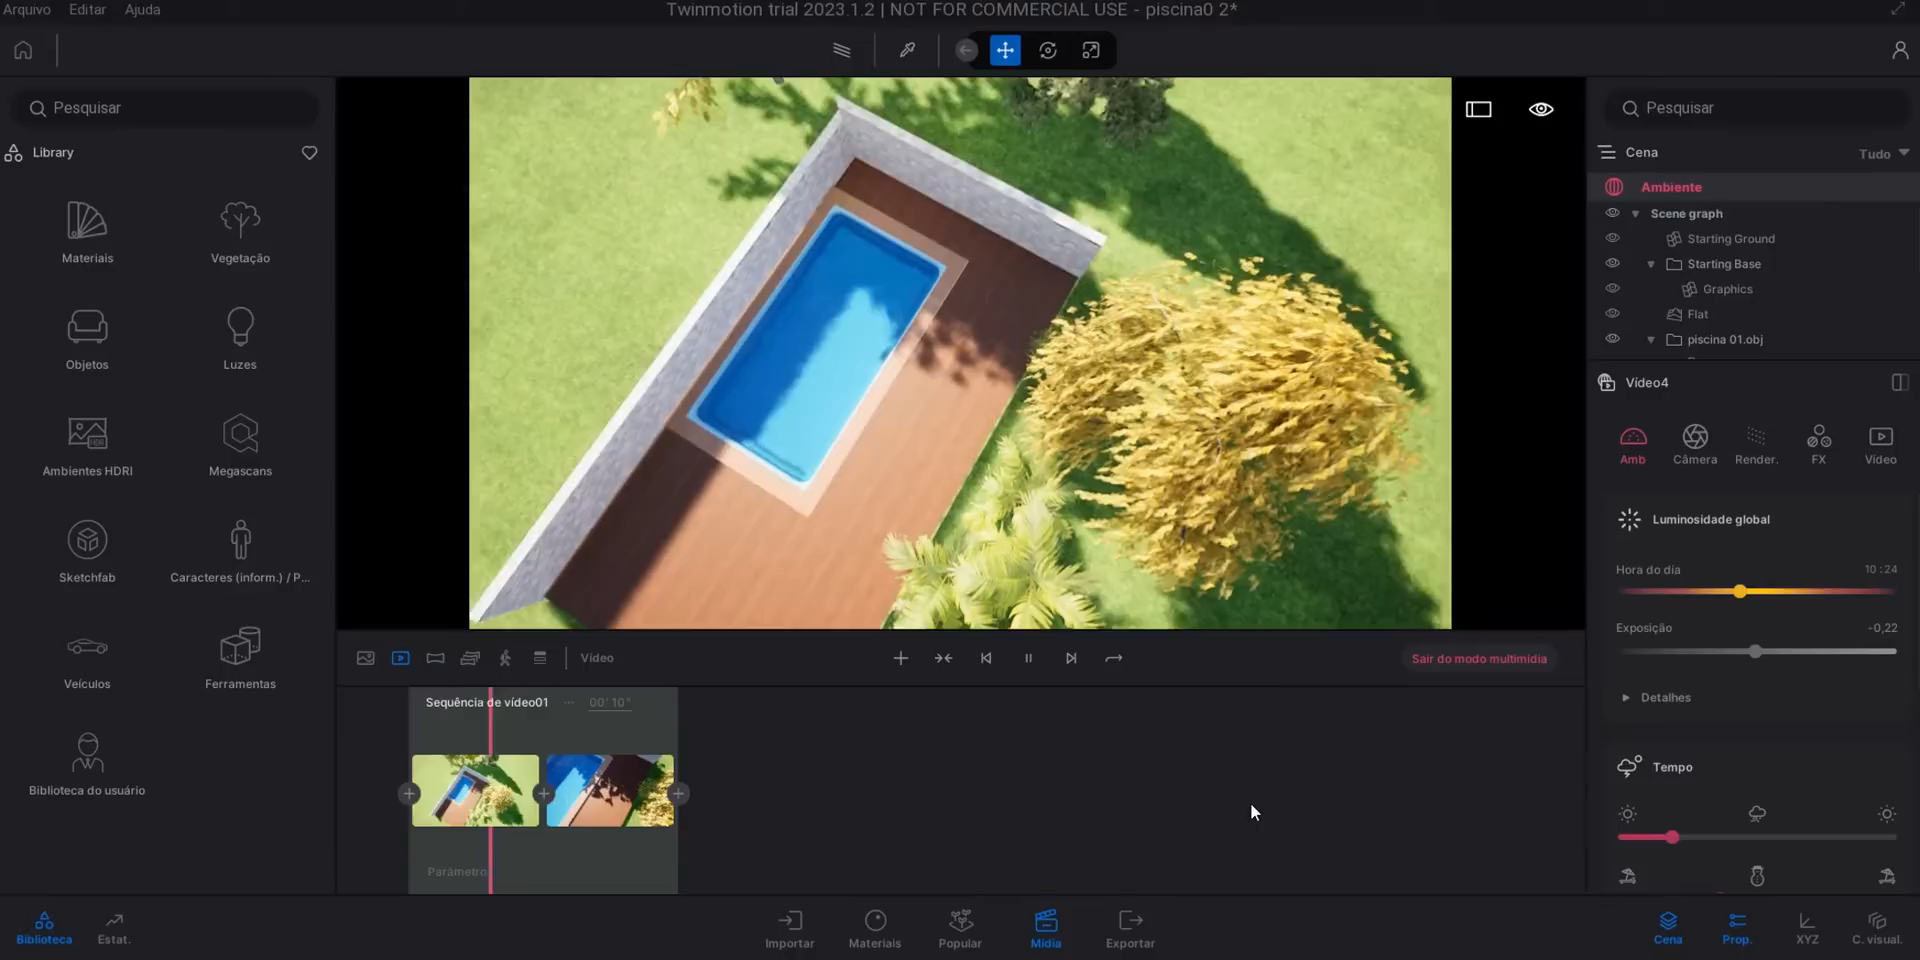 Arquivo Editar Ajuda
Twinmotion trial 2023.1.2 | NOT FOR COMMERCIAL USE - piscina0 2*
Pesquisar
Library
Materiais
Vegetação
Objetos
Luzes
Ambientes HDRI
Megascans
Sketchfab
Caracteres (inform.) / P...
Veículos
Ferramentas
Biblioteca do usuário
Vídeo
Sair do modo multimídia
Sequência de vídeo01 ... 00'10"
Parâmetro
Pesquisar
Cena
Tudo
Ambiente
Scene graph
Starting Ground
Starting Base
Graphics
Flat
piscina 01.obj
Vídeo4
Amb
Câmera
Render.
FX
Vídeo
Luminosidade global
Hora do dia 10:24
Exposição -0,22
Detalhes
Tempo
Biblioteca
Estat.
Importar
Materiais
Popular
Mídia
Exportar
Cena
Prop.
XYZ
C. visual.